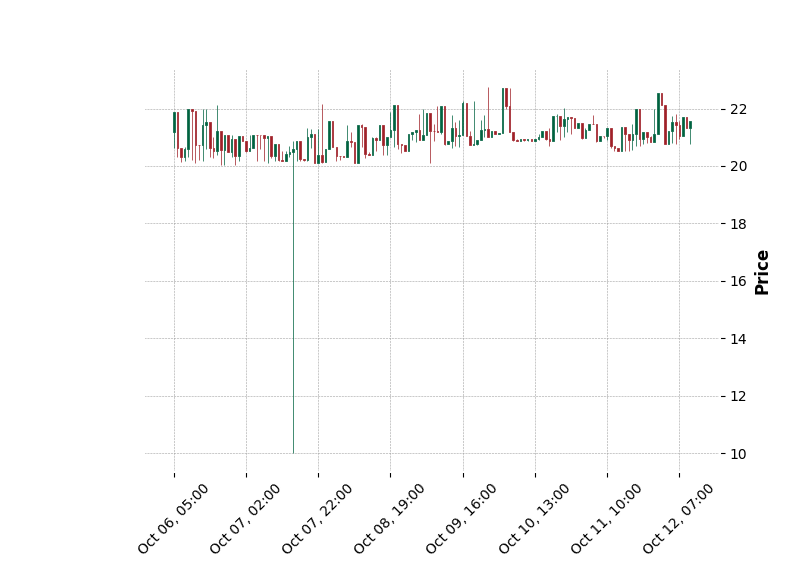 22
20
18
16
14
12
10
Price
Oct 06, 05:00
Oct 07, 02:00
Oct 07, 22:00
Oct 08, 19:00
Oct 09, 16:00
Oct 10, 13:00
Oct 11, 10:00
Oct 12, 07:00